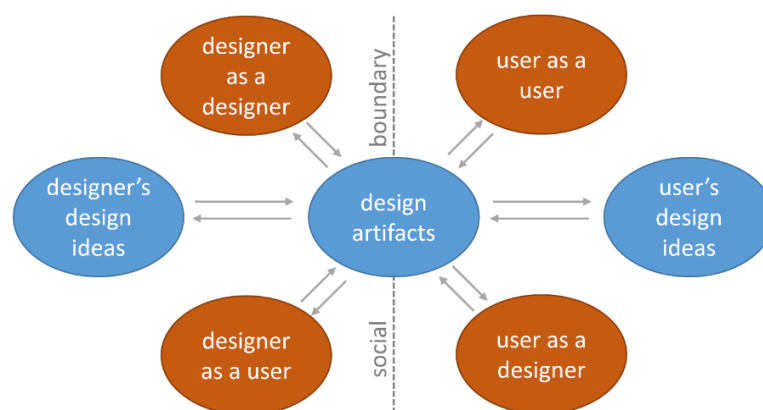 designer
as a
designer
boundary
user as a
user
designer's
design
ideas
design
artifacts
user's
design
ideas
designer
as a user
social
user as a
designer